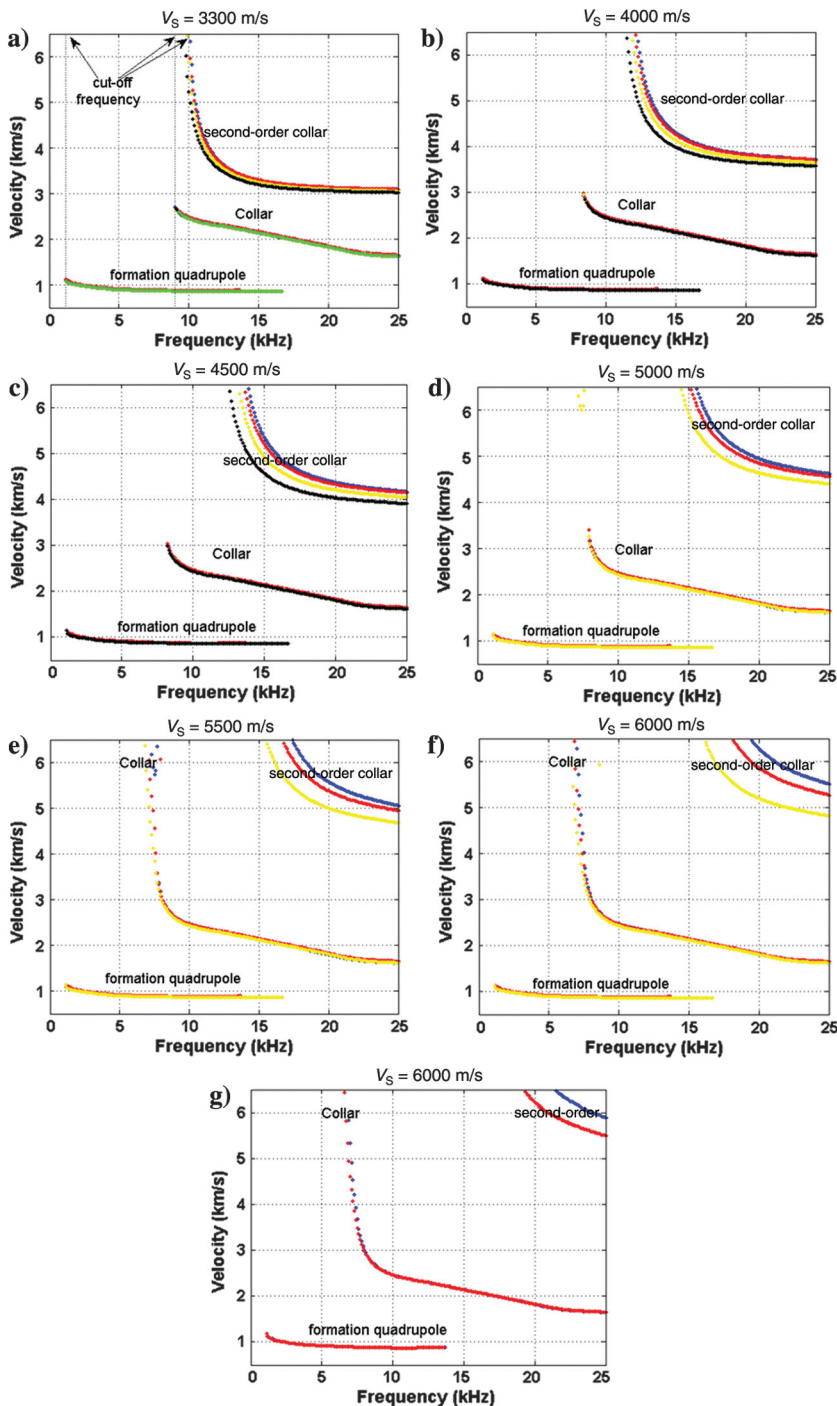 V_S = 3300 m/s
a)
6
5
4
3
2
1
5
10
15
20
25
cut-off
frequency
second-order collar
Collar
formation quadrupole
Velocity (km/s)
Frequency (kHz)
V_S = 4000 m/s
b)
6
5
4
3
2
1
0
5
10
15
20
25
second-order collar
Collar
formation quadrupole
Velocity (km/s)
Frequency (kHz)
V_S = 4500 m/s
c)
6
5
4
3
2
1
0
5
10
15
20
25
second-order collar
Collar
formation quadrupole
Velocity (km/s)
Frequency (kHz)
V_S = 5000 m/s
d)
6
5
4
3
2
1
0
5
10
15
20
25
second-order collar
Collar
formation quadrupole
Velocity (km/s)
Frequency (kHz)
V_S = 5500 m/s
e)
6
5
4
3
2
1
0
5
10
15
20
25
Collar
second-order collar
formation quadrupole
Velocity (km/s)
Frequency (kHz)
V_S = 6000 m/s
f)
6
5
4
3
2
1
0
5
10
15
20
25
Collar
second-order collar
formation quadrupole
Velocity (km/s)
Frequency (kHz)
V_S = 6000 m/s
g)
6
5
4
3
2
1
0
5
10
15
20
25
Collar
second-order
formation quadrupole
Velocity (km/s)
Frequency (kHz)